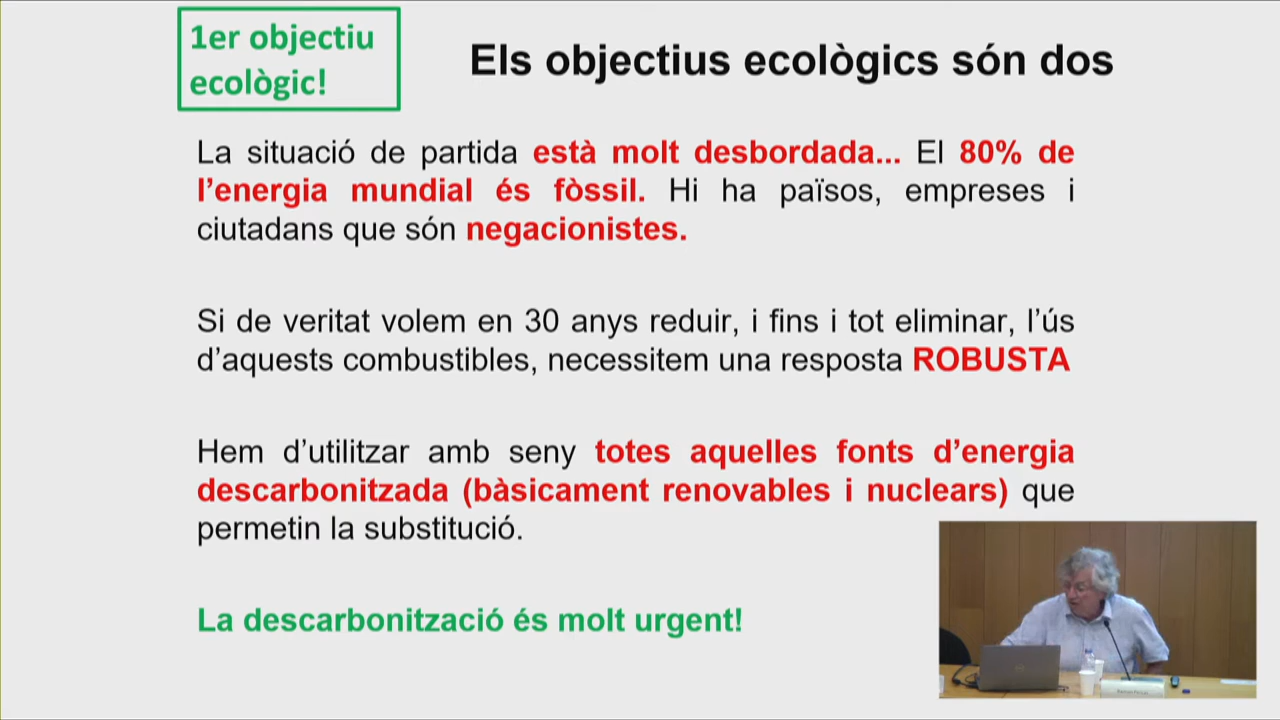 1er objectiu
ecològic!
Els objectius ecològics són dos
La situació de partida està molt desbordada... El 80% de
l’energia mundial és fòssil. Hi ha països, empreses i
ciutadans que són negacionistes.
Si de veritat volem en 30 anys reduir, i fins i tot eliminar, l’ús
d’aquests combustibles, necessitem una resposta ROBUSTA
Hem d’utilitzar amb seny totes aquelles fonts d’energia
descarbonitzada (bàsicament renovables i nuclears) que
permetin la substitució.
La descarbonització és molt urgent!